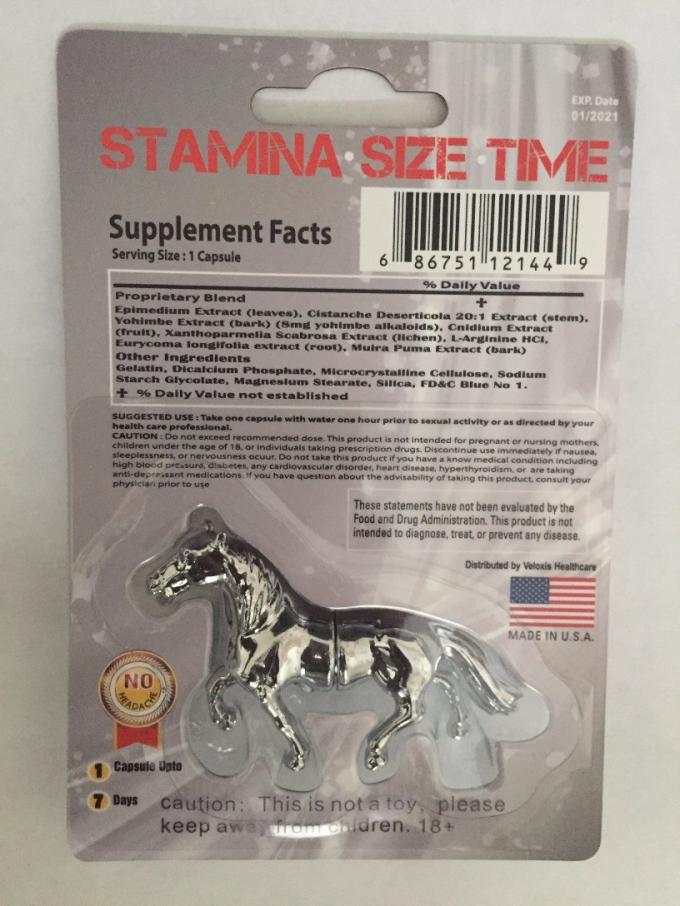 EXP. Date
01/2021
STAMINA SIZE TIME
Supplement Facts
Serving Size : 1 Capsule
6 86751 12144 9
% Daily Value
Proprietary Blend +
Epimedium Extract (leaves), Cistanche Deserticola 20:1 Extract (stem),
Yohimbe Extract (bark) (8mg yohimbe alkaloids), Cnidium Extract
(fruit), Xanthoparmelia Scabrosa Extract (lichen), L-Arginine HCl,
Eurycoma longifolia extract (root), Muira Puma Extract (bark)
Other Ingredients
Gelatin, Dicalcium Phosphate, Microcrystalline Cellulose, Sodium
Starch Glycolate, Magnesium Stearate, Silica, FD&C Blue No 1.
+ % Daily Value not established
SUGGESTED USE : Take one capsule with water one hour prior to sexual activity or as directed by your
health care professional.
CAUTION : Do not exceed recommended dose. This product is not intended for pregnant or nursing mothers,
children under the age of 18, or individuals taking prescription drugs. Discontinue use immediately if nausea,
sleeplessness, or nervousness ocuur. Do not take this product if you have a know medical condition including
high blood pressure, diabetes, any cardiovascular disorder, heart disease, hyperthyroidism, or are taking
anti-depressant medications. If you have question about the advisability of taking this product, consult your
physician prior to use
These statements have not been evaluated by the
Food and Drug Administration. This product is not
intended to diagnose, treat, or prevent any disease.
Distributed by Veloxis Healthcare
MADE IN U.S.A.
NO
HEADACHE
1 Capsule Upto
7 Days
Caution: This is not a toy, please
keep away from children. 18+